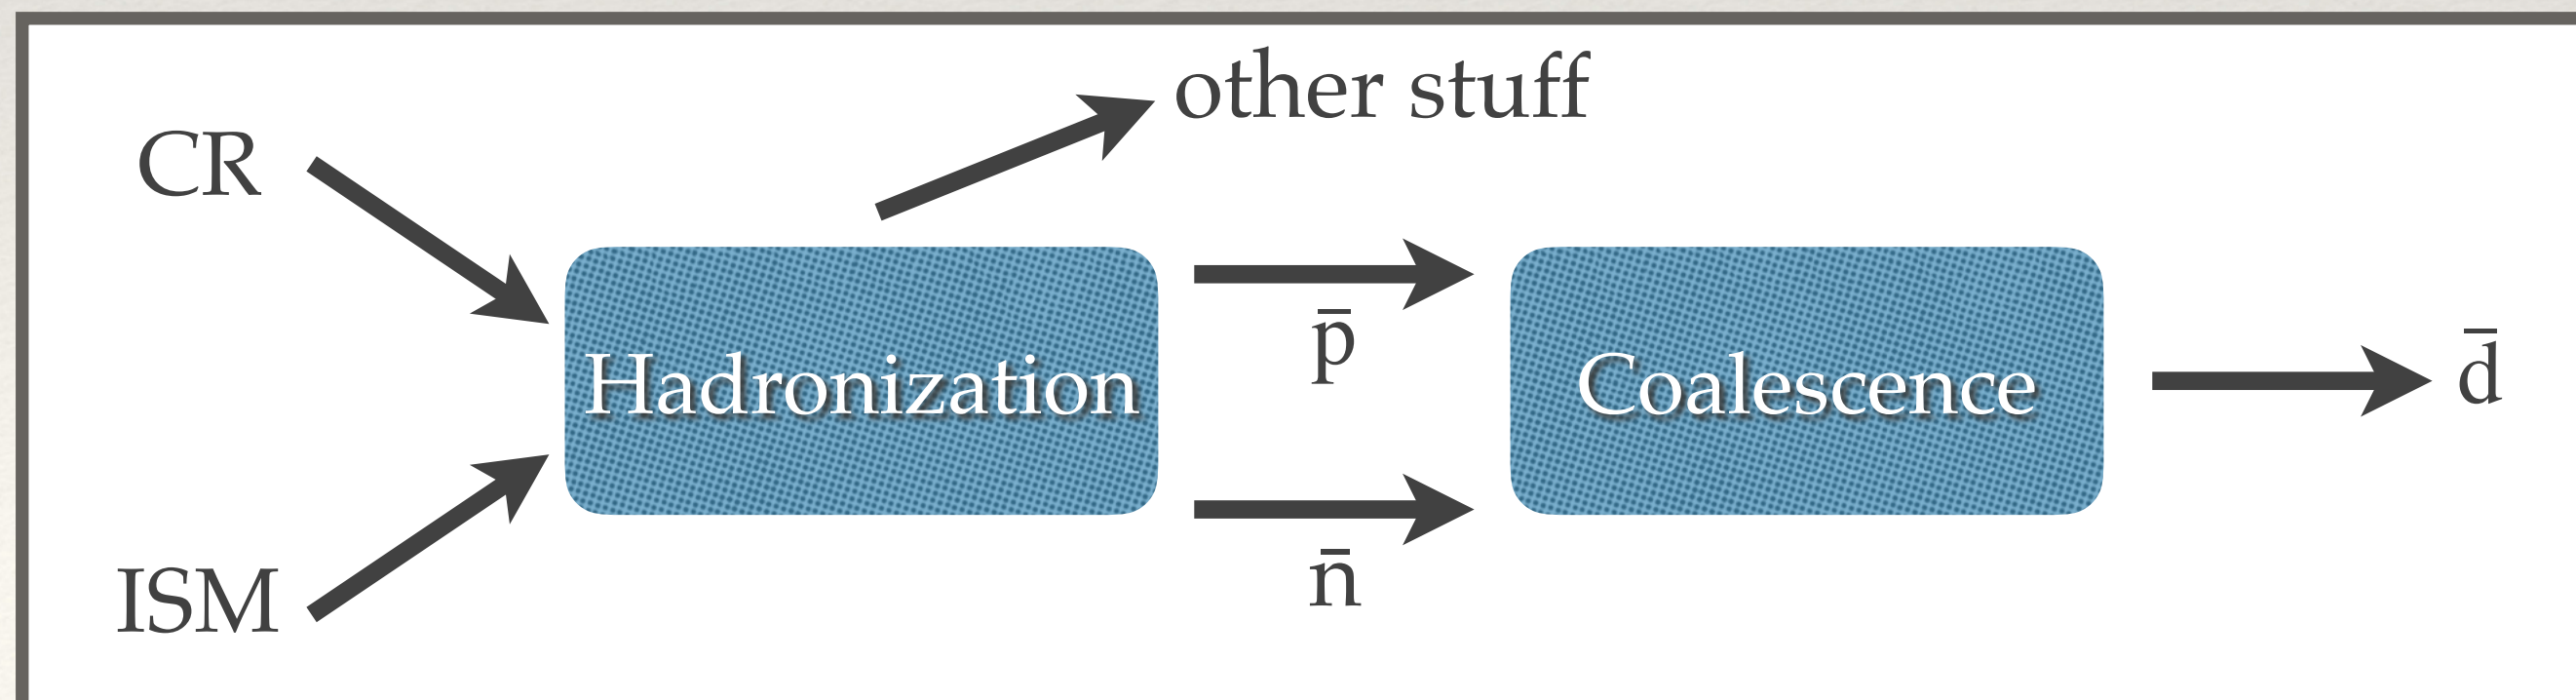 other stuff
CR
p̄
Hadronization
Coalescence
d̄
n̄
ISM